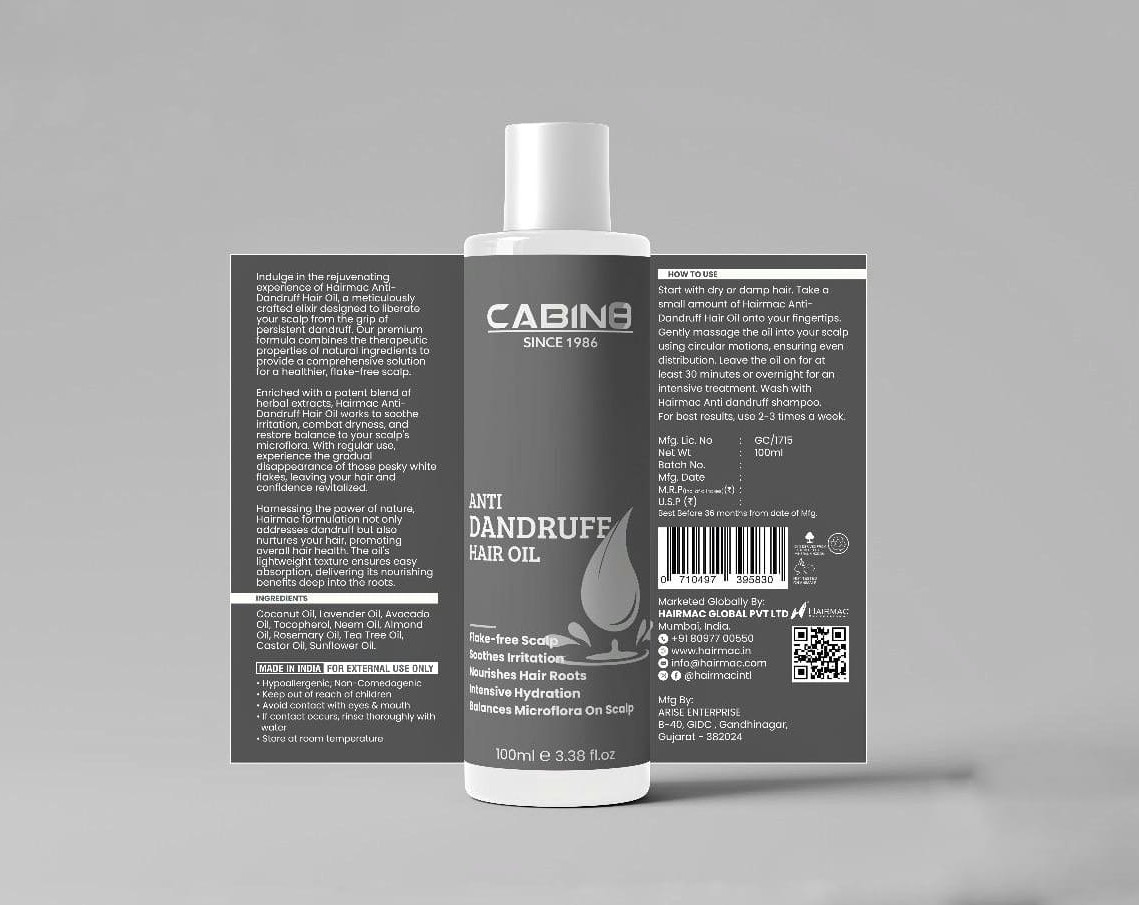 Indulge in the rejuvenating
experience of Hairmac Anti-
Dandruff Hair Oil, a meticulously
crafted elixir designed to liberate
your scalp from the grip of
persistent dandruff. Our premium
formula combines the therapeutic
properties of natural ingredients to
provide a comprehensive solution
for a healthier, flake-free scalp.
Enriched with a potent blend of
herbal extracts, Hairmac Anti-
Dandruff Hair Oil works to soothe
irritation, combat dryness, and
restore balance to your scalp's
microflora. With regular use,
experience the gradual
disappearance of those pesky white
flakes, leaving your hair and
confidence revitalized.
Harnessing the power of nature,
Hairmac formulation not only
addresses dandruff but also
nurtures your hair, promoting
overall hair health. The oil's
lightweight texture ensures easy
absorption, delivering its nourishing
benefits deep into the roots.
INGREDIENTS
Coconut Oil, Lavender Oil, Avocado
Oil, Tocopherol, Neem Oil, Almond
Oil, Rosemary Oil, Tea Tree Oil,
Castor Oil, Sunflower Oil.
MADE IN INDIA FOR EXTERNAL USE ONLY
• Hypoallergenic, Non-Comedogenic
• Keep out of reach of children
• Avoid contact with eyes & mouth
• If contact occurs, rinse thoroughly with
water
• Store at room temperature
CABIN8
SINCE 1986
ANTI
DANDRUFF
HAIR OIL
Flake-free Scalp
Soothes Irritation
Nourishes Hair Roots
Intensive Hydration
Balances Microflora On Scalp
100ml ℮ 3.38 fl.oz
HOW TO USE
Start with dry or damp hair. Take a
small amount of Hairmac Anti-
Dandruff Hair Oil onto your fingertips.
Gently massage the oil into your scalp
using circular motions, ensuring even
distribution. Leave the oil on for at
least 30 minutes or overnight for an
intensive treatment. Wash with
Hairmac Anti dandruff shampoo.
For best results, use 2-3 times a week.
Mfg. Lic. No : GC/1715
Net Wt : 100ml
Batch No. :
Mfg. Date :
M.R.P (₹) :
U.S.P (₹) :
Best Before 36 months from date of Mfg.
0 710497 395830
Marketed Globally By:
HAIRMAC GLOBAL PVT LTD
HAIRMAC
Mumbai, India.
+91 80977 00550
www.hairmac.in
info@hairmac.com
@hairmacintl
Mfg By:
ARISE ENTERPRISE
B-40, GIDC , Gandhinagar,
Gujarat - 382024